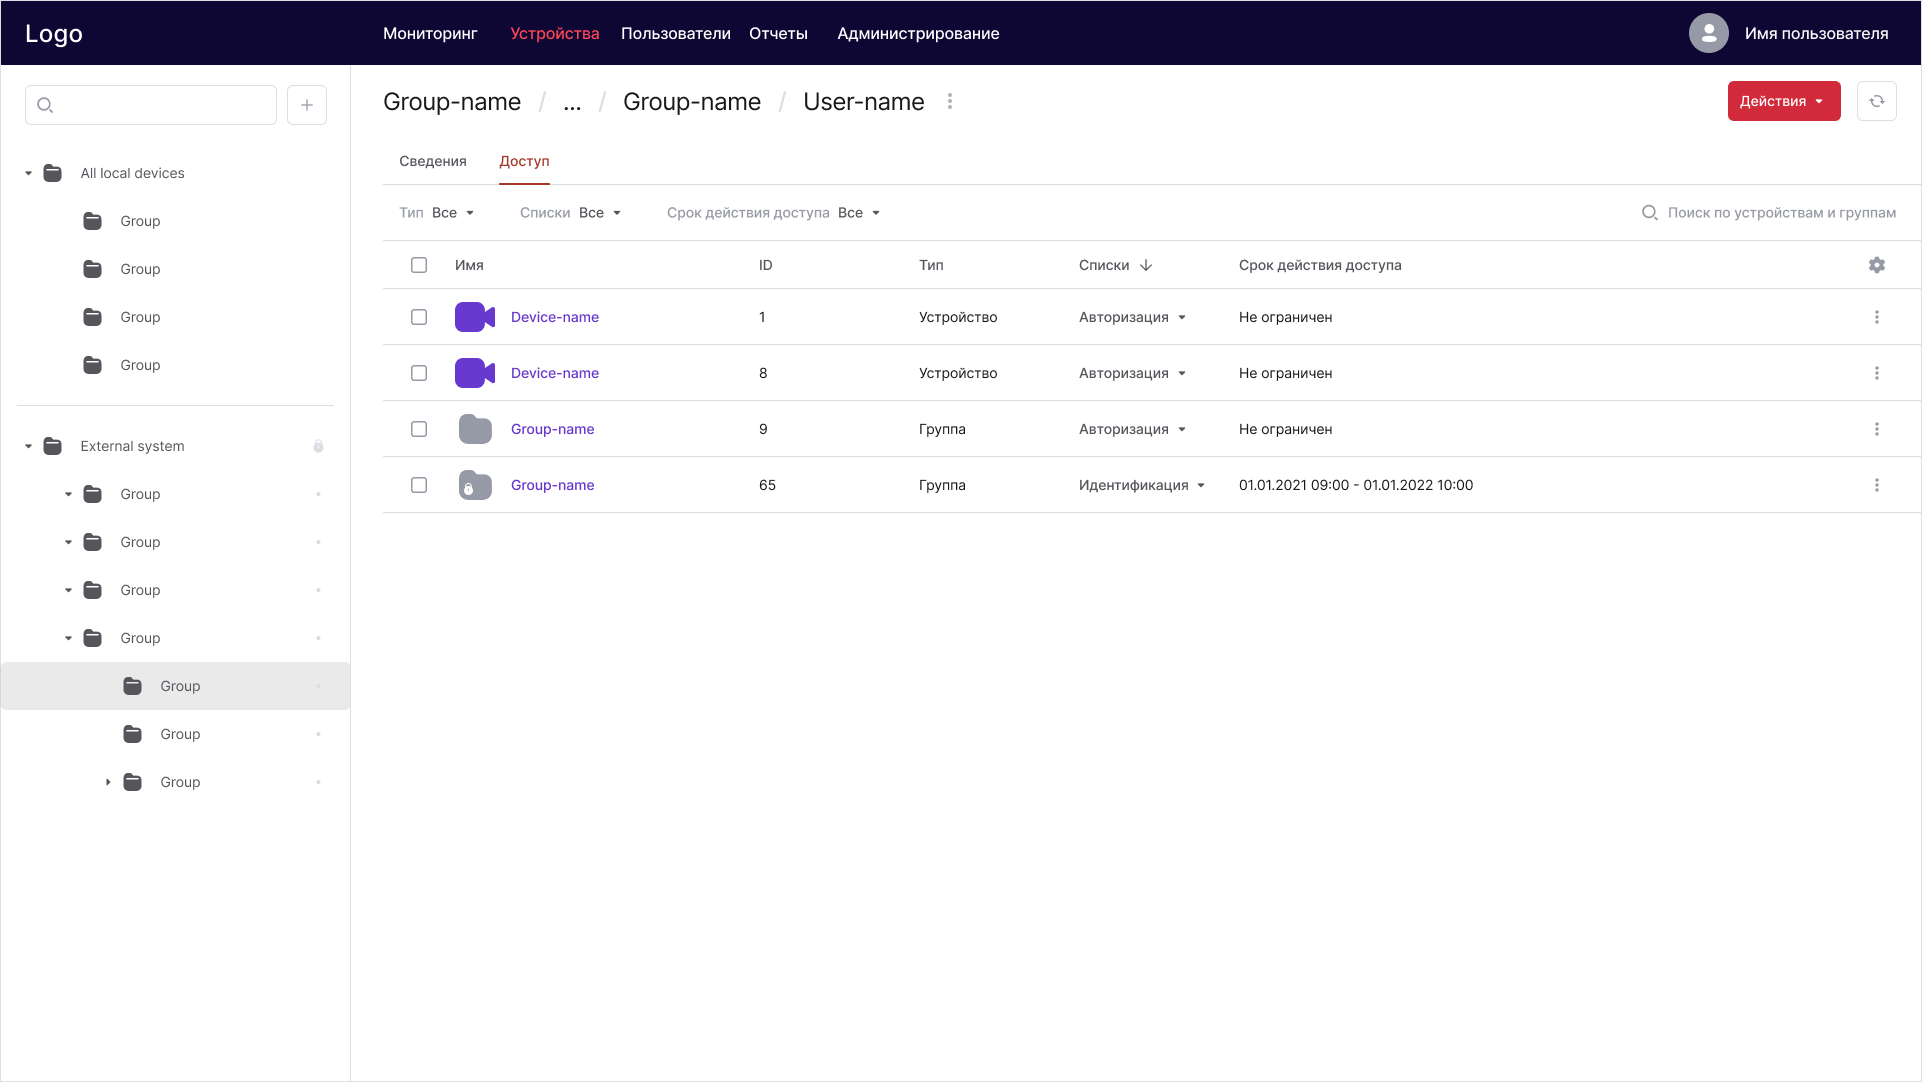 Logo
Мониторинг Устройства Пользователи Отчеты Администрирование
Имя пользователя
All local devices
Group
Group
Group
Group
External system
Group
Group
Group
Group
Group
Group
Group
Group-name / ... / Group-name / User-name
Действия
Сведения Доступ
Тип Все Списки Все Срок действия доступа Все
Поиск по устройствам и группам
Имя ID Тип Списки Срок действия доступа
Device-name 1 Устройство Авторизация Не ограничен
Device-name 8 Устройство Авторизация Не ограничен
Group-name 9 Группа Авторизация Не ограничен
Group-name 65 Группа Идентификация 01.01.2021 09:00 - 01.01.2022 10:00